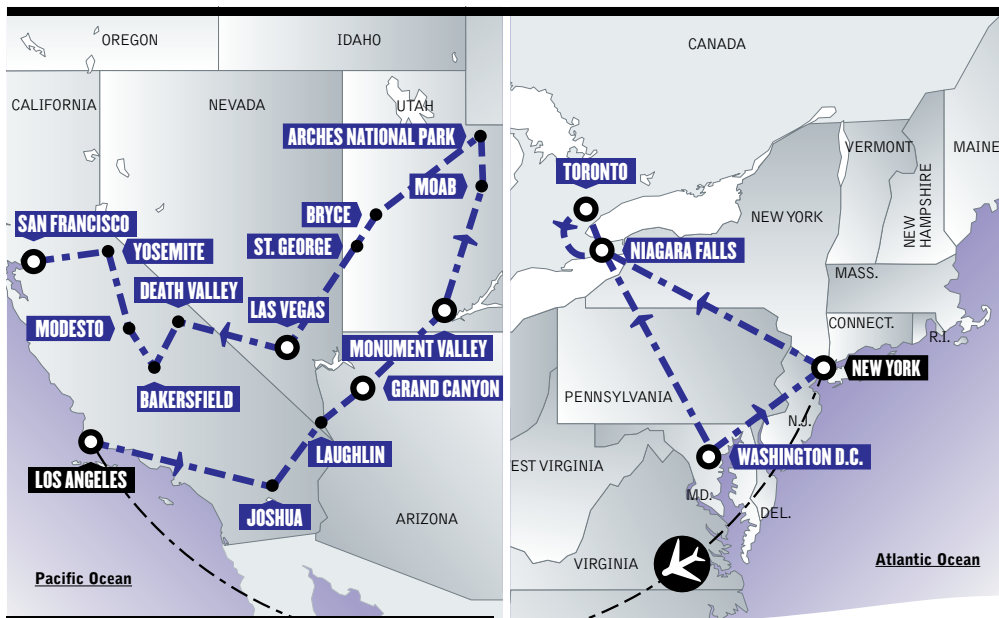 OREGON
IDAHO
CALIFORNIA
NEVADA
UTAH
ARCHES NATIONAL PARK
MOAB
BRYCE
SAN FRANCISCO
ST. GEORGE
YOSEMITE
DEATH VALLEY
LAS VEGAS
MODESTO
MONUMENT VALLEY
GRAND CANYON
BAKERSFIELD
LAUGHLIN
LOS ANGELES
JOSHUA
ARIZONA
Pacific Ocean
CANADA
VERMONT
MAINE
TORONTO
NEW
HAMPSHIRE
NEW YORK
NIAGARA FALLS
MASS.
CONNECT.
R.I.
NEW YORK
PENNSYLVANIA
N.J.
WASHINGTON D.C.
EST VIRGINIA
MD.
DEL.
VIRGINIA
Atlantic Ocean